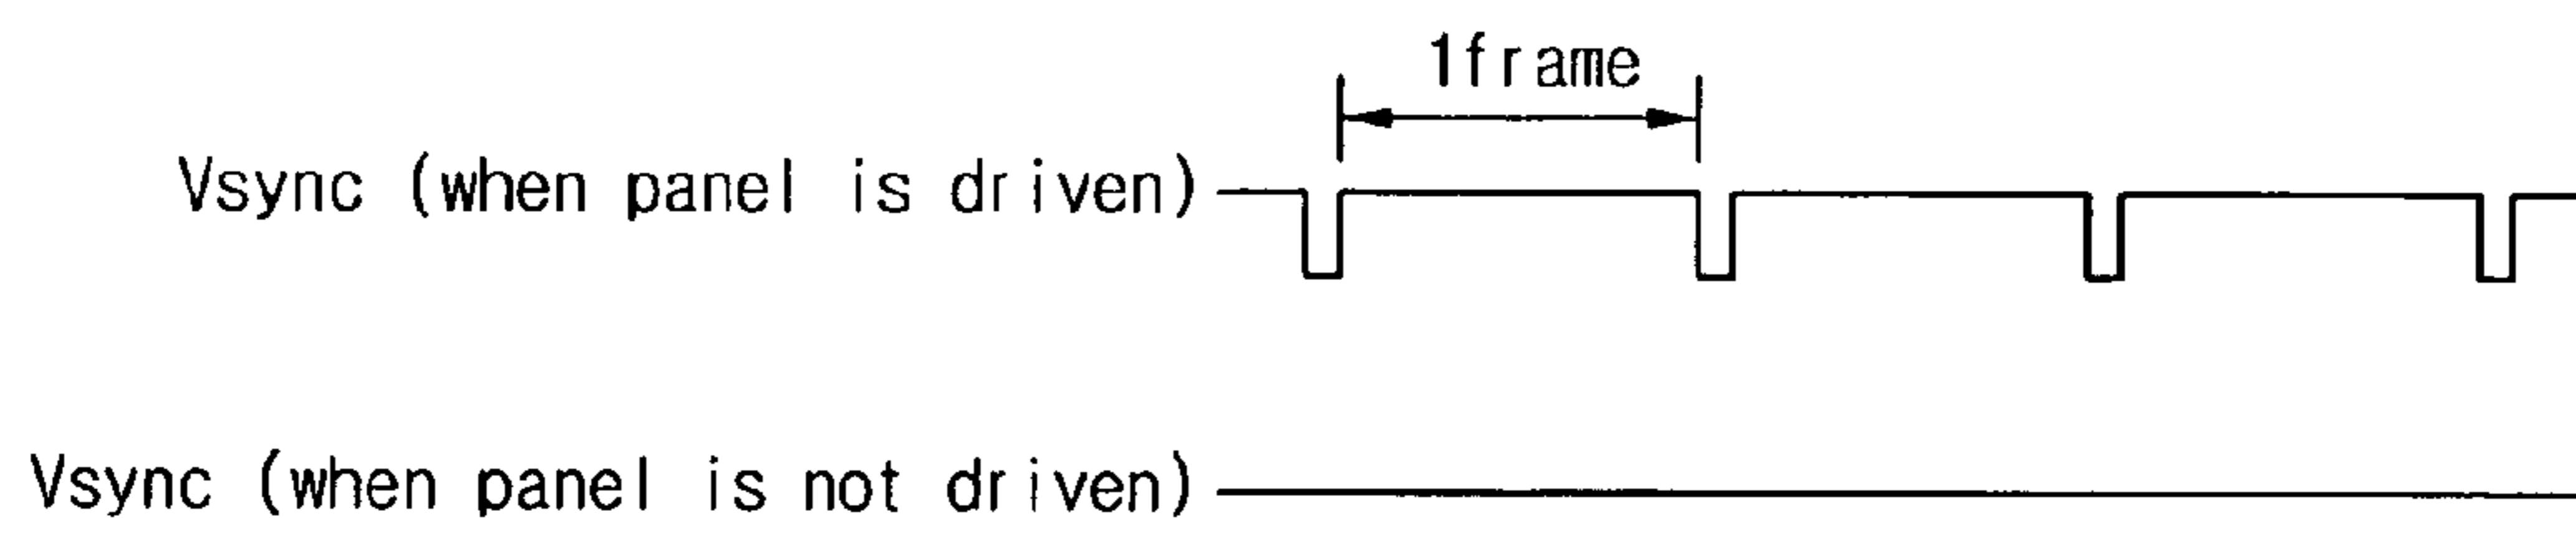 1frame
Vsync (when panel is driven)
Vsync (when panel is not driven)